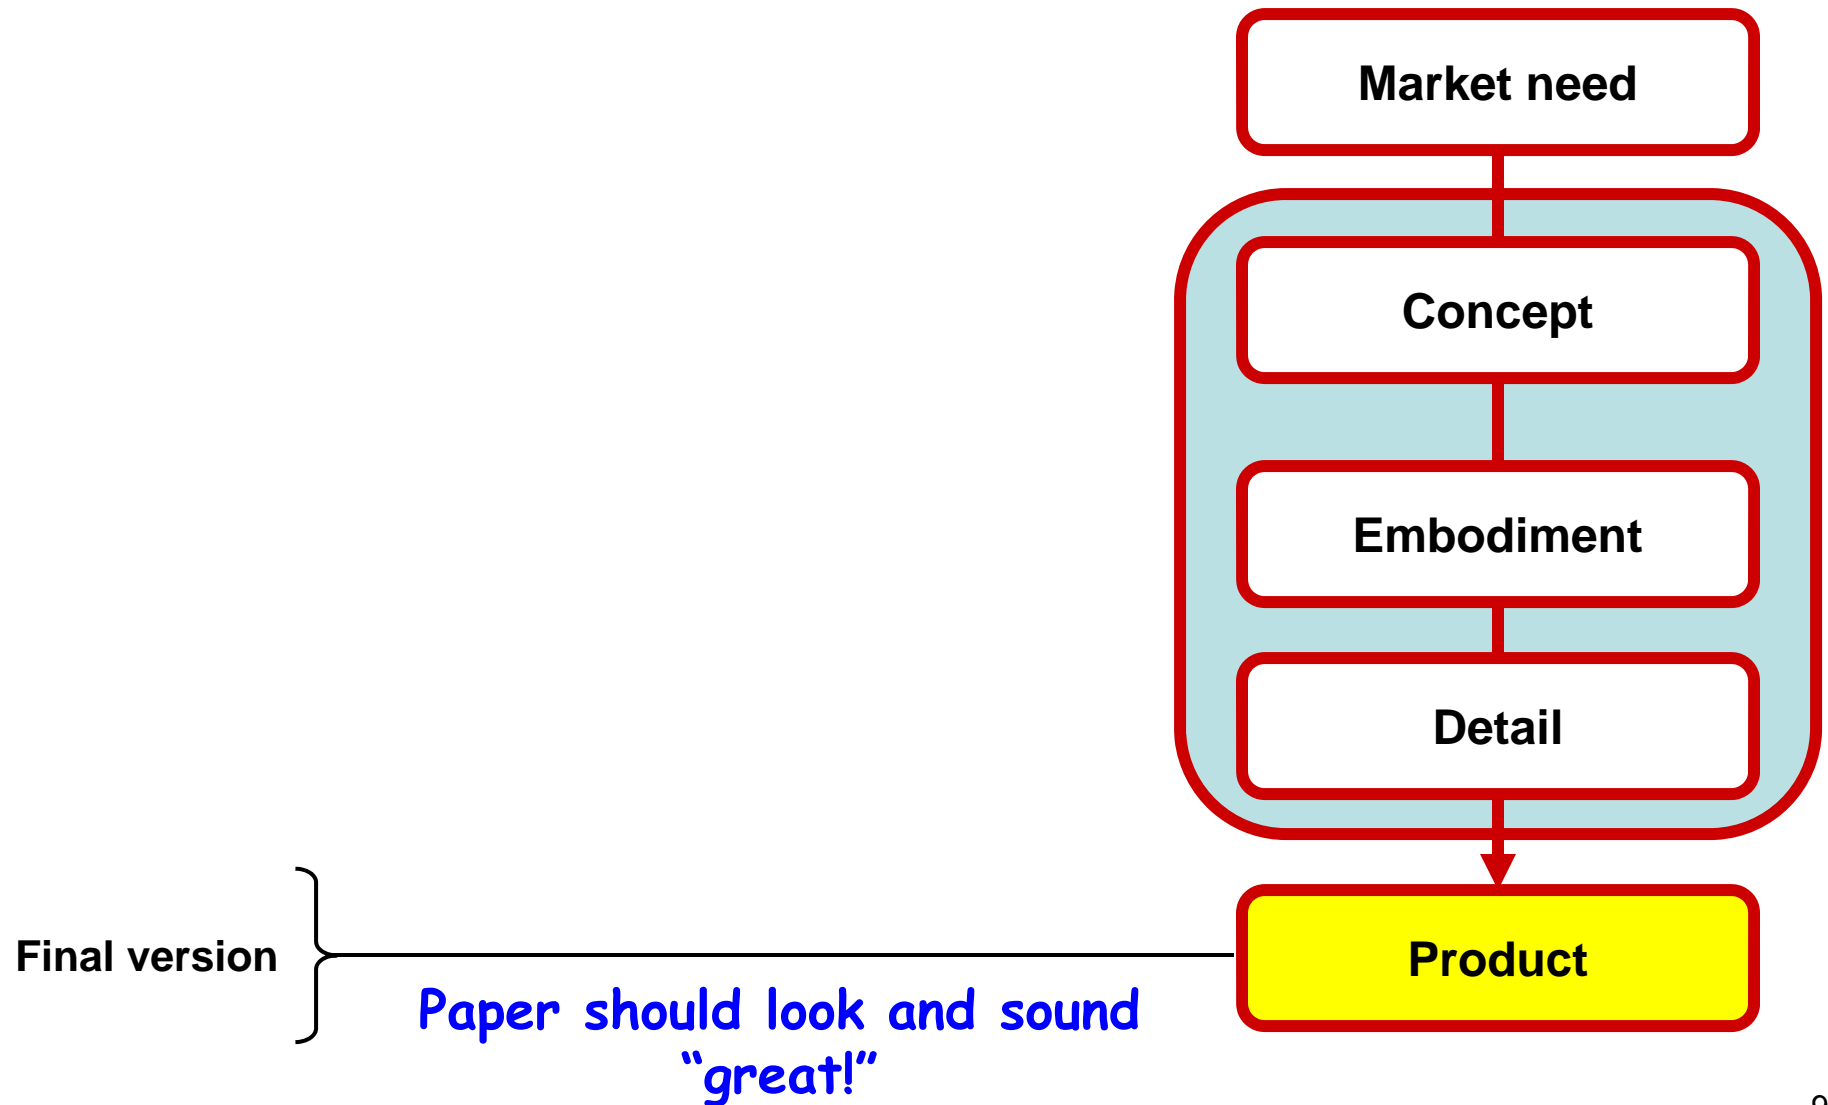 Market need
Concept
Embodiment
Detail
Product
Final version
Paper should look and sound
“great!”